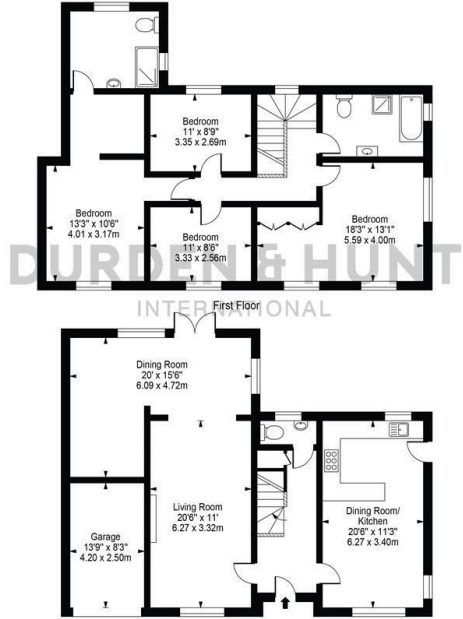 Bedroom
11' x 8'9"
3.35 x 2.69m
Bedroom
13'3" x 10'6"
4.01 x 3.17m
Bedroom
11' x 8'6"
3.33 x 2.56m
Bedroom
18'3" x 13'1"
5.59 x 4.00m
DURDEN & HUNT
INTERNATIONAL
First Floor
Dining Room
20' x 15'6"
6.09 x 4.72m
Living Room
20'6" x 11'
6.27 x 3.32m
Garage
13'9" x 8'3"
4.20 x 2.50m
Dining Room/
Kitchen
20'6" x 11'3"
6.27 x 3.40m